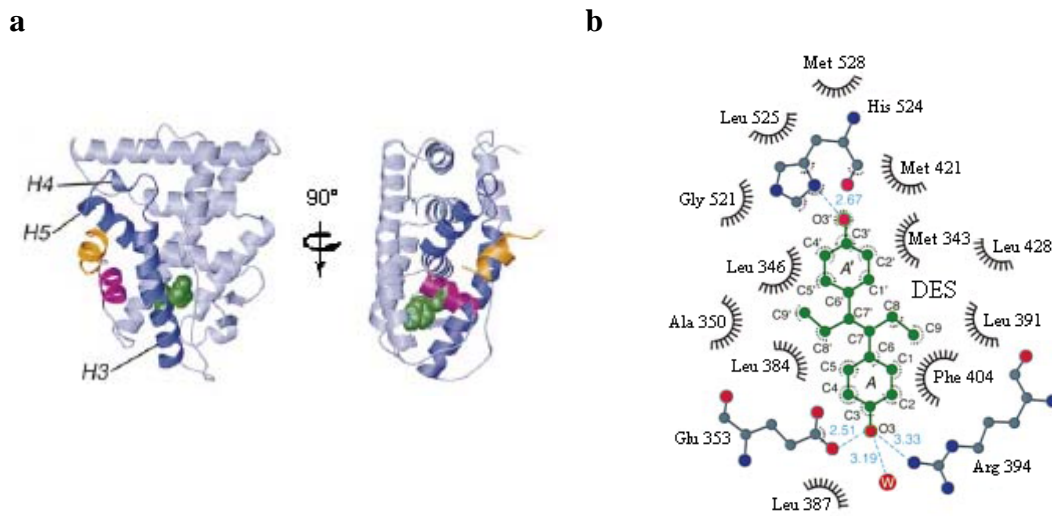 a
b
H4
H5
H3
90°
Met 528
His 524
Leu 525
Met 421
Gly 521
2.67
O3'
C3'
C4'
C2'
A'
Met 343
Leu 428
Leu 346
C5'
C1'
C6'
DES
C9'
C7'
C8
Ala 350
Leu 391
C8'
C7
C9
C6
Leu 384
C5
C1
Phe 404
A
C4
C2
C3
O3
Glu 353
2.51
3.33
3.19
Arg 394
W
Leu 387